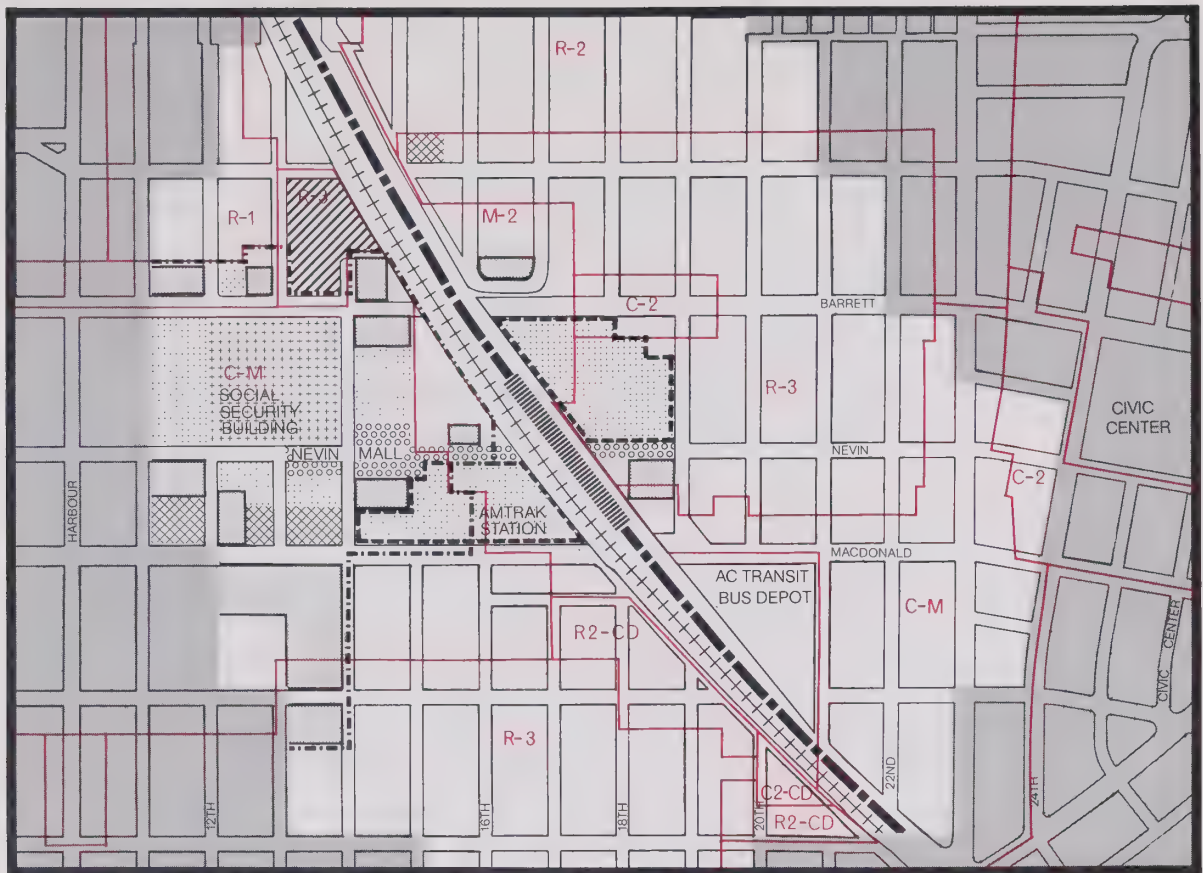 R-2
R-3
R-1
M-2
C-2
BARRETT
C-M
SOCIAL
SECURITY
BUILDING
R-3
CIVIC
CENTER
NEVIN
MALL
NEVIN
C-2
HARBOUR
AMTRAK
STATION
MACDONALD
AC TRANSIT
BUS DEPOT
C-M
R2-CD
CIVIC CENTER
R-3
22ND
24TH
C2-CD
12TH
16TH
18TH
20TH
R2-CD